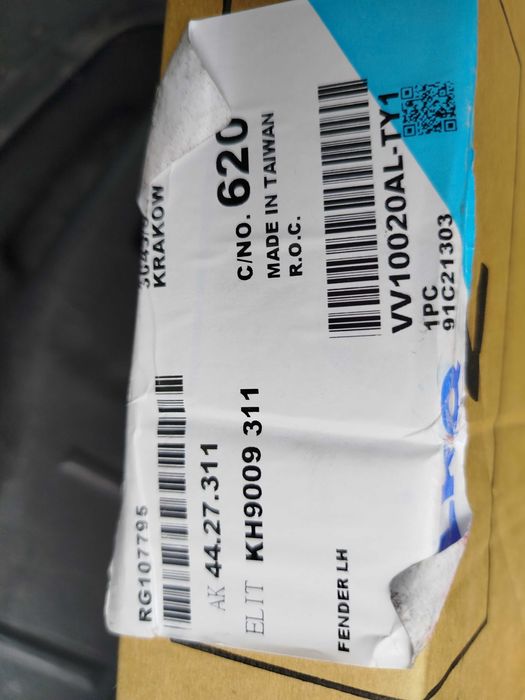 RG107795
KRAKOW
AK 44.27.311
ELIT KH9009 311
C/NO. 620
MADE IN TAIWAN
R.O.C.
FENDER LH
VV10020AL-TY1
1PC
91C21303